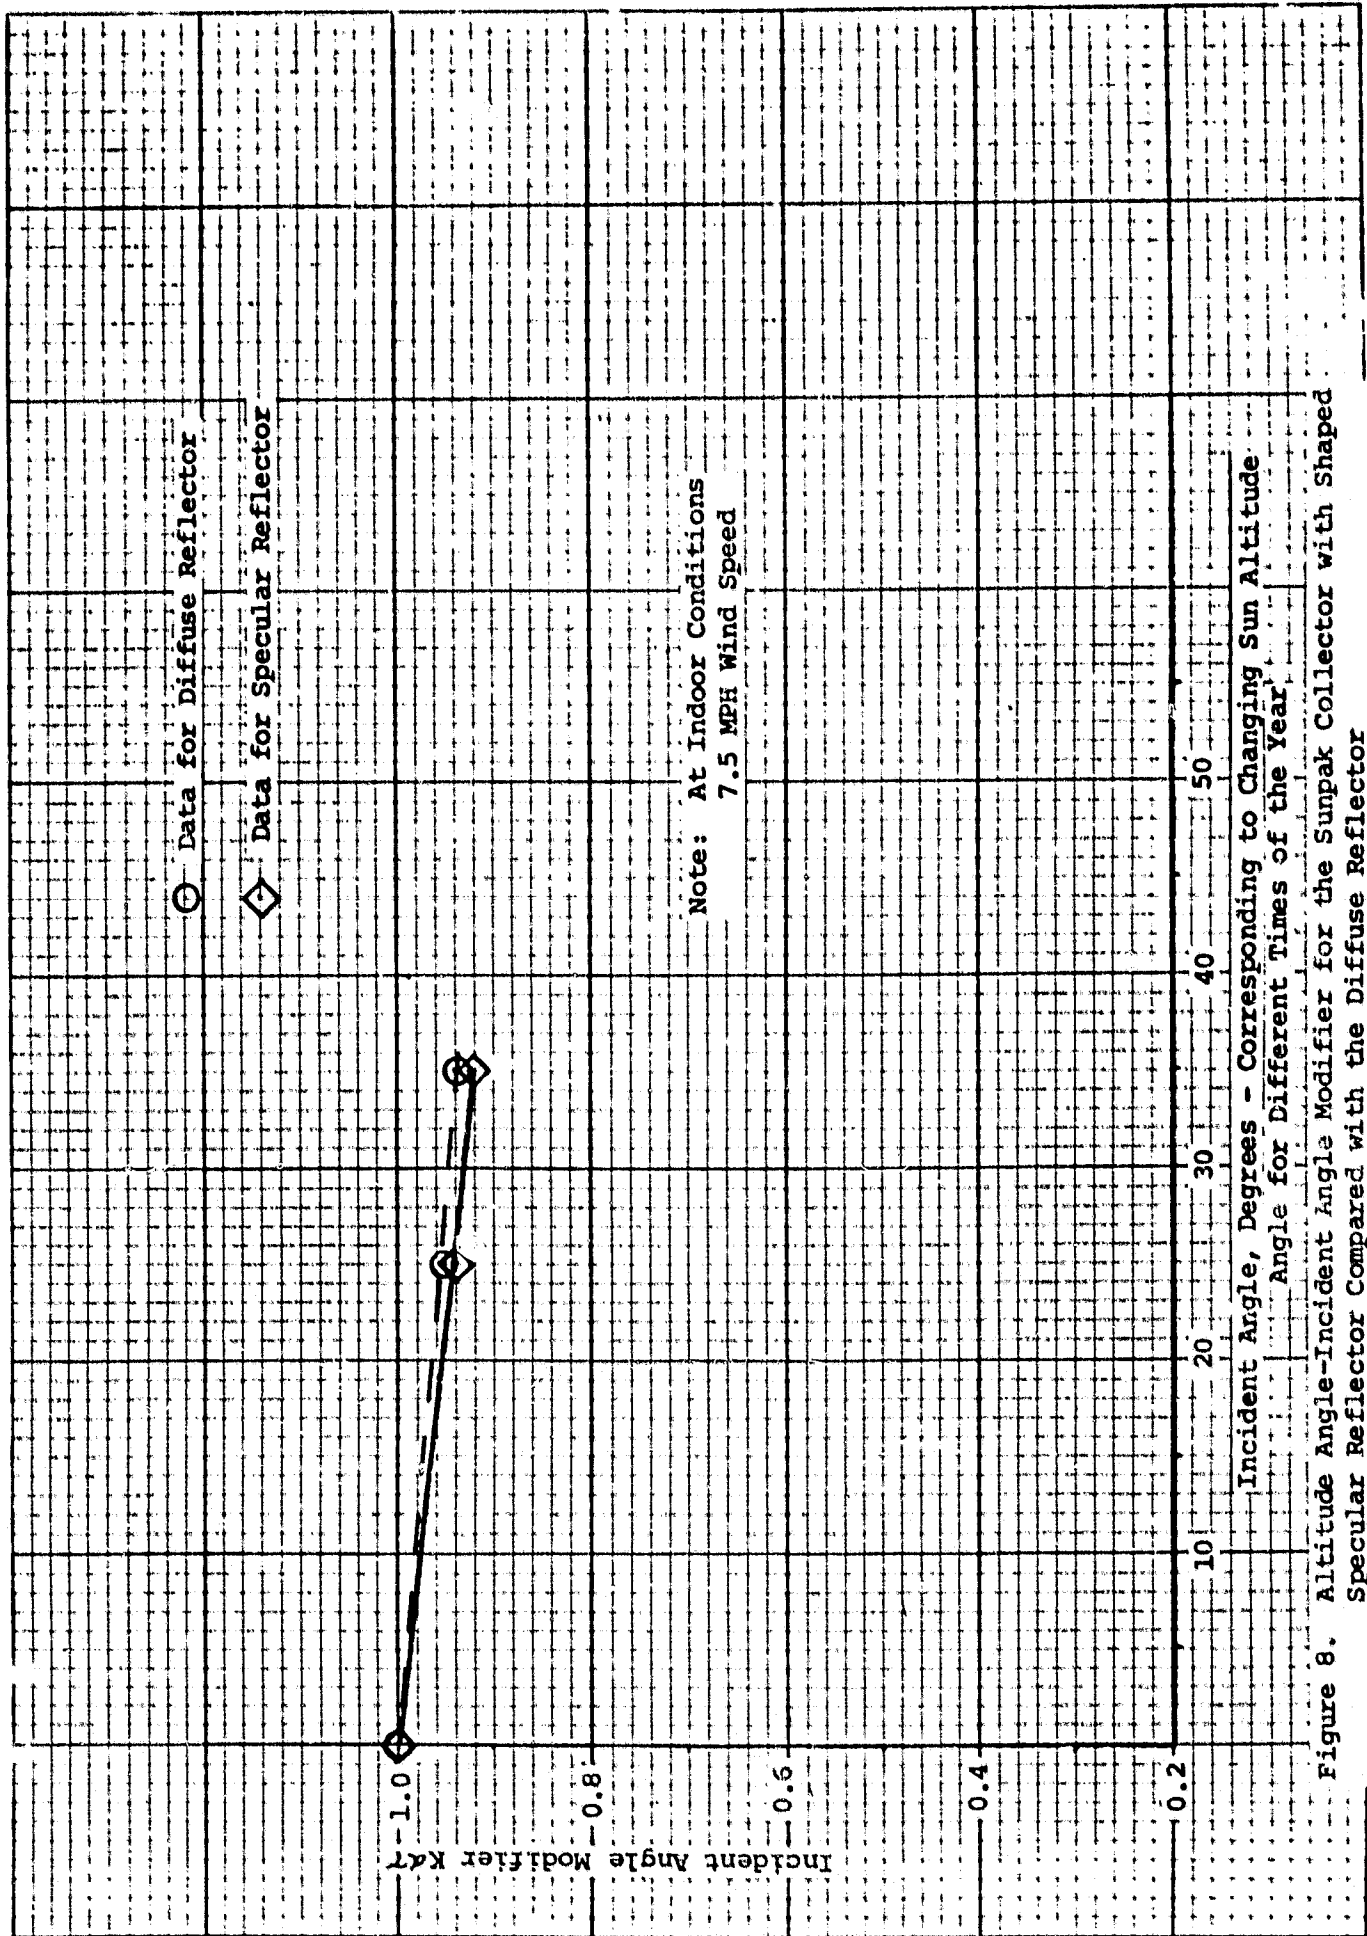 Data for Diffuse Reflector
Data for Specular Reflector
Note: At Indoor Conditions
7.5 MPH Wind Speed
Incident Angle Modifier Kατ
1.0
0.8
0.6
0.4
0.2
10
20
30
40
50
Incident Angle, Degrees - Corresponding to Changing Sun Altitude
Angle for Different Times of the Year
Figure 8. Altitude Angle-Incident Angle Modifier for the Sunpak Collector with Shaped
Specular Reflector Compared with the Diffuse Reflector